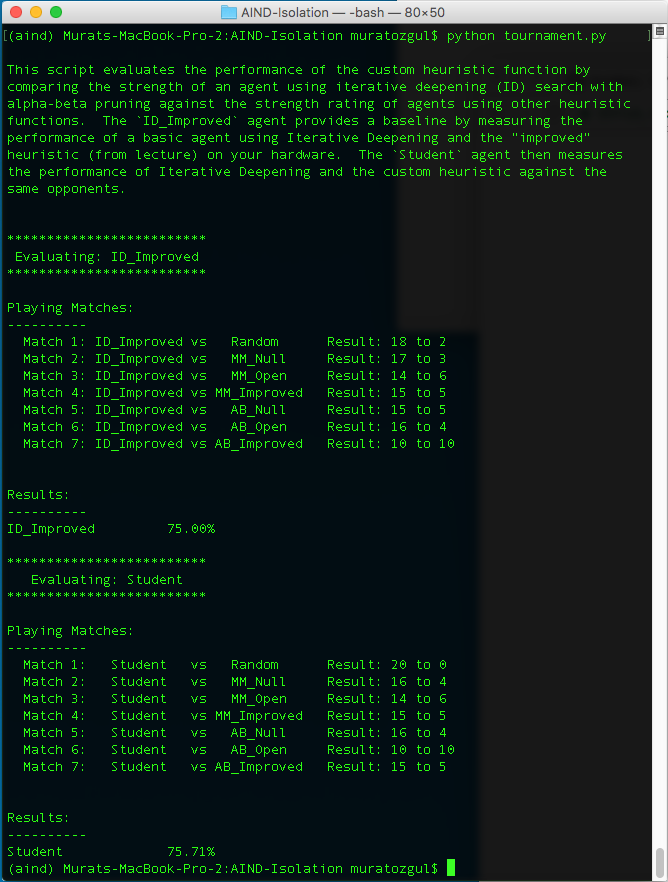 AIND-Isolation — -bash — 80×50
[(aind) Murats-MacBook-Pro-2:AIND-Isolation muratozgul$ python tournament.py ]
This script evaluates the performance of the custom heuristic function by
comparing the strength of an agent using iterative deepening (ID) search with
alpha-beta pruning against the strength rating of agents using other heuristic
functions.  The `ID_Improved` agent provides a baseline by measuring the
performance of a basic agent using Iterative Deepening and the "improved"
heuristic (from lecture) on your hardware.  The `Student` agent then measures
the performance of Iterative Deepening and the custom heuristic against the
same opponents.
*************************
Evaluating: ID_Improved
*************************
Playing Matches:
----------
Match 1: ID_Improved vs   Random      Result: 18 to 2
Match 2: ID_Improved vs   MM_Null     Result: 17 to 3
Match 3: ID_Improved vs   MM_Open     Result: 14 to 6
Match 4: ID_Improved vs MM_Improved   Result: 15 to 5
Match 5: ID_Improved vs   AB_Null     Result: 15 to 5
Match 6: ID_Improved vs   AB_Open     Result: 16 to 4
Match 7: ID_Improved vs AB_Improved   Result: 10 to 10
Results:
----------
ID_Improved         75.00%
*************************
Evaluating: Student
*************************
Playing Matches:
----------
Match 1:   Student   vs   Random      Result: 20 to 0
Match 2:   Student   vs   MM_Null     Result: 16 to 4
Match 3:   Student   vs   MM_Open     Result: 14 to 6
Match 4:   Student   vs MM_Improved   Result: 15 to 5
Match 5:   Student   vs   AB_Null     Result: 16 to 4
Match 6:   Student   vs   AB_Open     Result: 10 to 10
Match 7:   Student   vs AB_Improved   Result: 15 to 5
Results:
----------
Student             75.71%
(aind) Murats-MacBook-Pro-2:AIND-Isolation muratozgul$